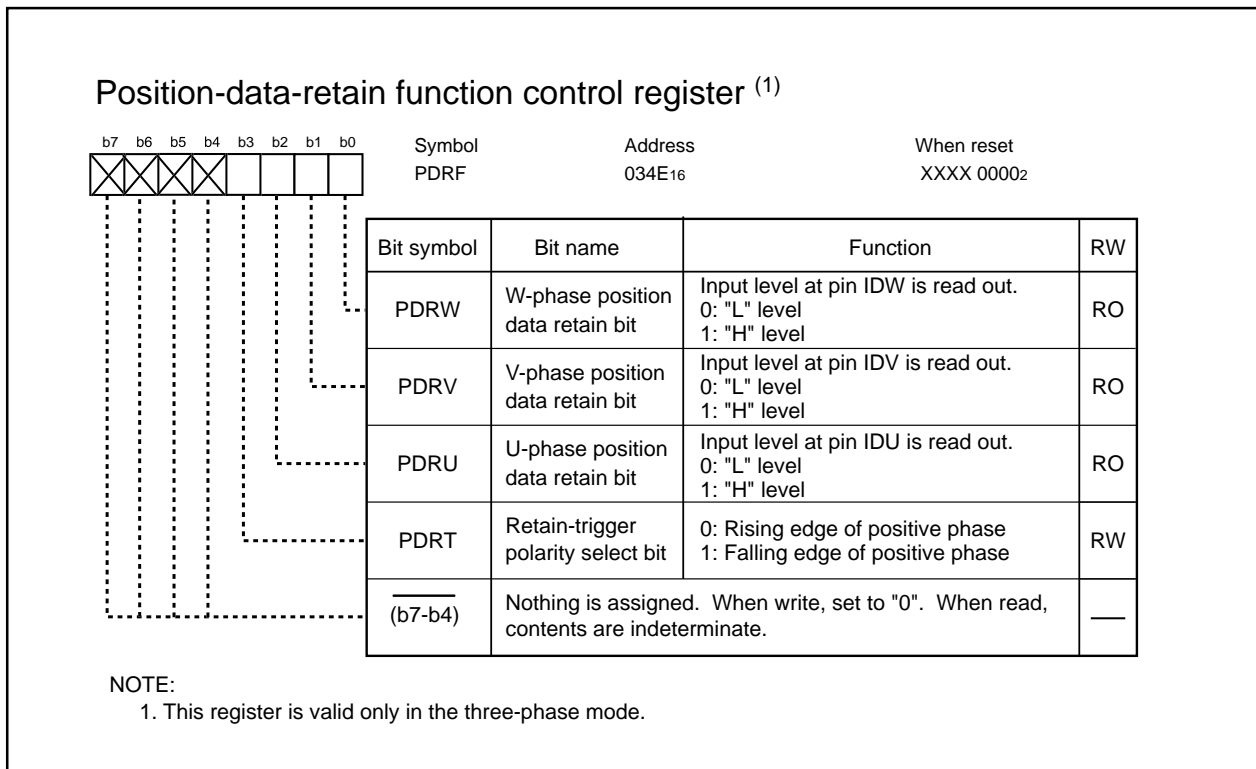 Position-data-retain function control register (1)
b7 b6 b5 b4 b3 b2 b1 b0
Symbol Address When reset
PDRF 034E16 XXXX 00002
Bit symbol Bit name Function RW
PDRW W-phase position data retain bit Input level at pin IDW is read out. RO
0: "L" level
1: "H" level
PDRV V-phase position data retain bit Input level at pin IDV is read out. RO
0: "L" level
1: "H" level
PDRU U-phase position data retain bit Input level at pin IDU is read out. RO
0: "L" level
1: "H" level
PDRT Retain-trigger polarity select bit 0: Rising edge of positive phase RW
1: Falling edge of positive phase
(b7-b4) Nothing is assigned. When write, set to "0". When read, —
contents are indeterminate.
NOTE:
1. This register is valid only in the three-phase mode.